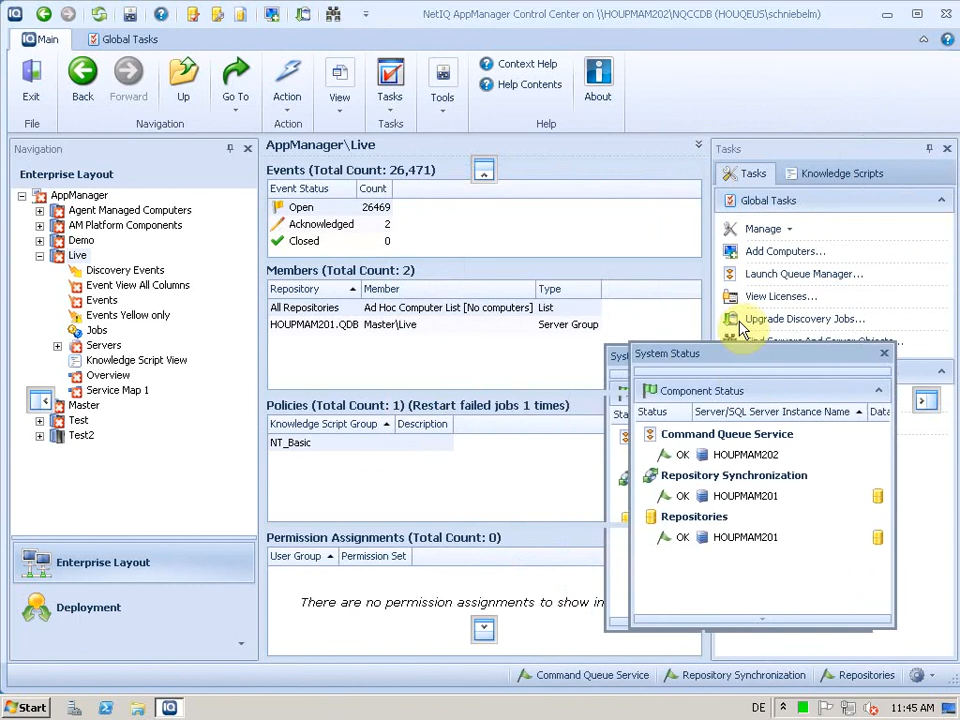 NetIQ AppManager Control Center on \\HOUPMAM202\NQCCDB (HOUQEUS\schniebelm)
Main
Global Tasks
Exit
Back
Forward
Up
Go To
Action
View
Tasks
Tools
Context Help
Help Contents
About
File
Navigation
Action
Tasks
Help
Navigation
Enterprise Layout
AppManager
Agent Managed Computers
AM Platform Components
Demo
Live
Discovery Events
Event View All Columns
Events
Events Yellow only
Jobs
Servers
Knowledge Script View
Overview
Service Map 1
Master
Test
Test2
Enterprise Layout
Deployment
AppManager\Live
Events (Total Count: 26,471)
Event Status Count
Open 26469
Acknowledged 2
Closed 0
Members (Total Count: 2)
Repository Member Type
All Repositories Ad Hoc Computer List [No computers] List
HOUPMAM201.QDB Master\Live Server Group
Policies (Total Count: 1) (Restart failed jobs 1 times)
Knowledge Script Group Description
NT_Basic
Permission Assignments (Total Count: 0)
User Group Permission Set
There are no permission assignments to show in
Tasks
Tasks Knowledge Scripts
Global Tasks
Manage
Add Computers...
Launch Queue Manager...
View Licenses...
Upgrade Discovery Jobs...
Find Servers And Server Objects...
System Status
Component Status
Status Server/SQL Server Instance Name Data
Command Queue Service
OK HOUPMAM202
Repository Synchronization
OK HOUPMAM201
Repositories
OK HOUPMAM201
Command Queue Service Repository Synchronization Repositories
Start
DE 11:45 AM